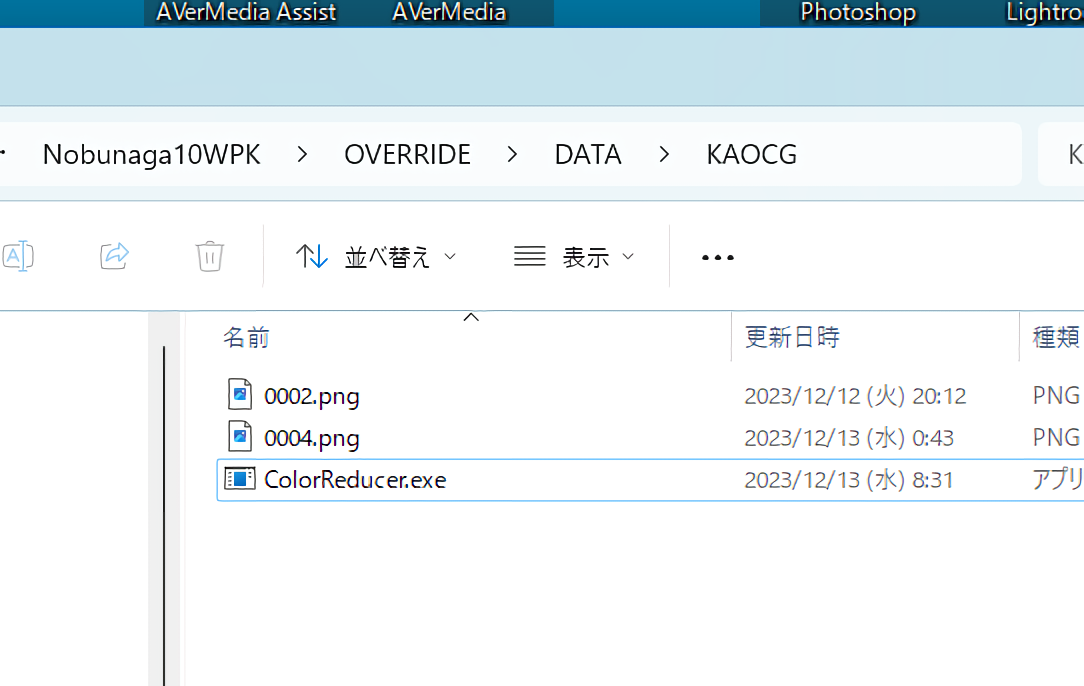 AVerMedia Assist AVerMedia Photoshop Lightro
Nobunaga10WPK > OVERRIDE > DATA > KAOCG K
並べ替え 表示 •••
名前 更新日時 種類
0002.png 2023/12/12 (火) 20:12 PNG
0004.png 2023/12/13 (水) 0:43 PNG
ColorReducer.exe 2023/12/13 (水) 8:31 アプリ